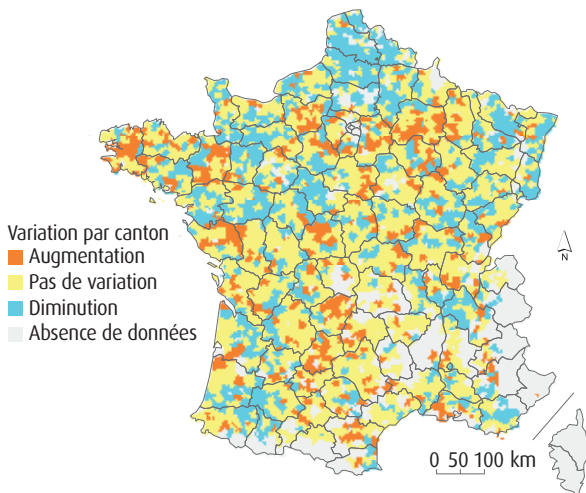 Variation par canton
Augmentation
Pas de variation
Diminution
Absence de données
N
0 50 100 km